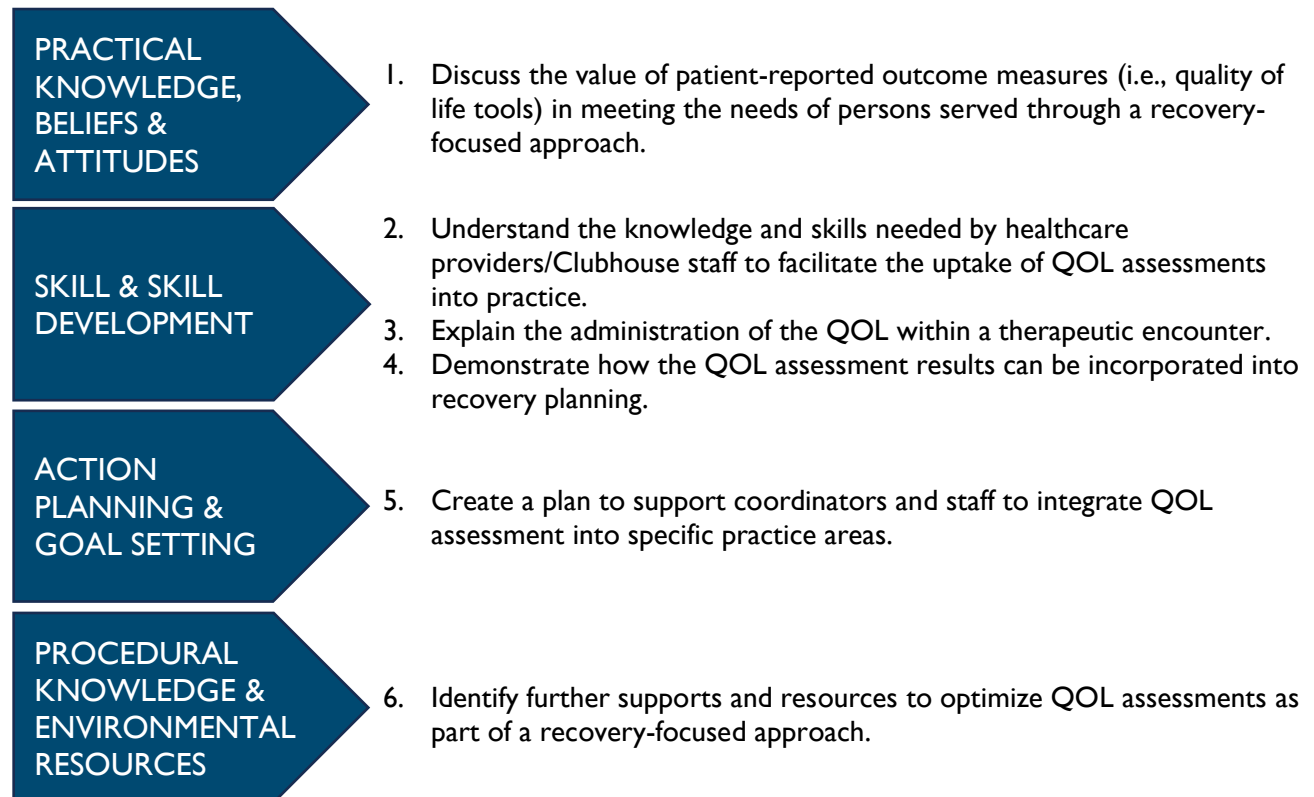 PRACTICAL
KNOWLEDGE,
BELIEFS &
ATTITUDES
1. Discuss the value of patient-reported outcome measures (i.e., quality of
life tools) in meeting the needs of persons served through a recovery-
focused approach.
SKILL & SKILL
DEVELOPMENT
2. Understand the knowledge and skills needed by healthcare
providers/Clubhouse staff to facilitate the uptake of QOL assessments
into practice.
3. Explain the administration of the QOL within a therapeutic encounter.
4. Demonstrate how the QOL assessment results can be incorporated into
recovery planning.
ACTION
PLANNING &
GOAL SETTING
5. Create a plan to support coordinators and staff to integrate QOL
assessment into specific practice areas.
PROCEDURAL
KNOWLEDGE &
ENVIRONMENTAL
RESOURCES
6. Identify further supports and resources to optimize QOL assessments as
part of a recovery-focused approach.